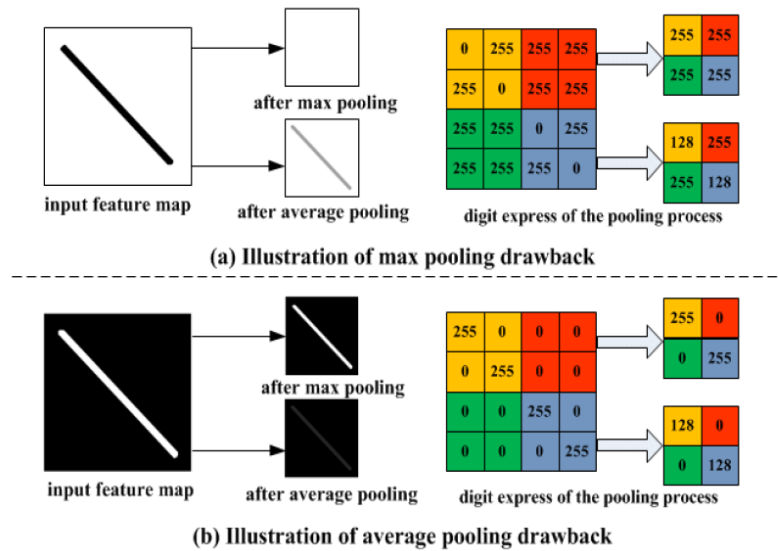 after max pooling
after average pooling
input feature map
0 255 255 255
255 0 255 255
255 255 0 255
255 255 255 0
255 255
255 255
128 255
255 128
digit express of the pooling process
(a) Illustration of max pooling drawback
after max pooling
after average pooling
input feature map
255 0 0 0
0 255 0 0
0 0 255 0
0 0 0 255
255 0
0 255
128 0
0 128
digit express of the pooling process
(b) Illustration of average pooling drawback